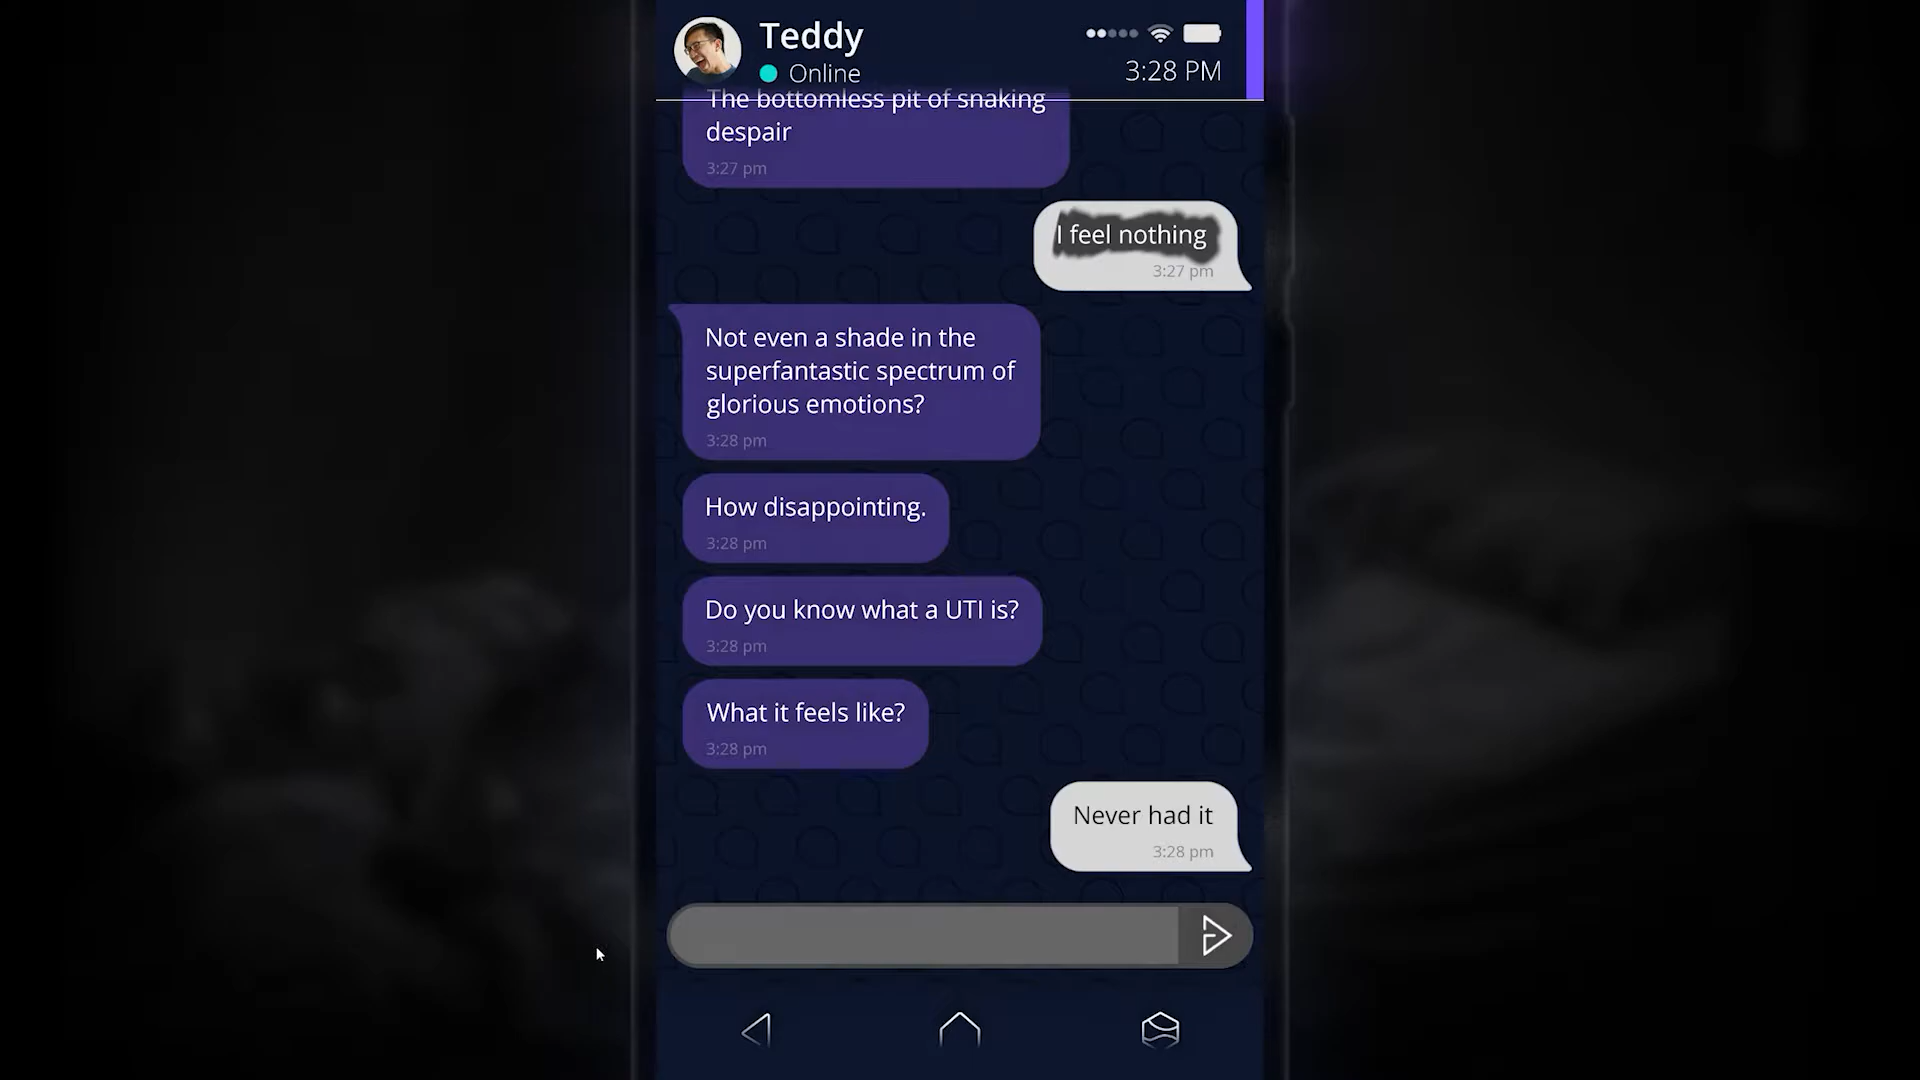 Teddy
Online
3:28 PM
The bottomless pit of snaking
despair
3:27 pm
I feel nothing
3:27 pm
Not even a shade in the
superfantastic spectrum of
glorious emotions?
3:28 pm
How disappointing.
3:28 pm
Do you know what a UTI is?
3:28 pm
What it feels like?
3:28 pm
Never had it
3:28 pm